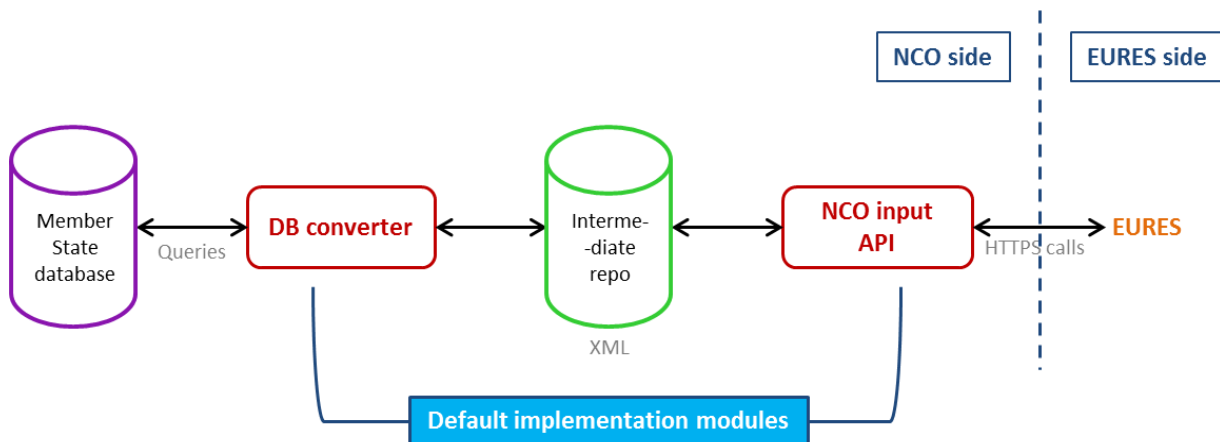 NCO side
EURES side
Member
State
database
Queries
DB converter
Interme-
-diate
repo
XML
NCO input
API
HTTPS calls
EURES
Default implementation modules